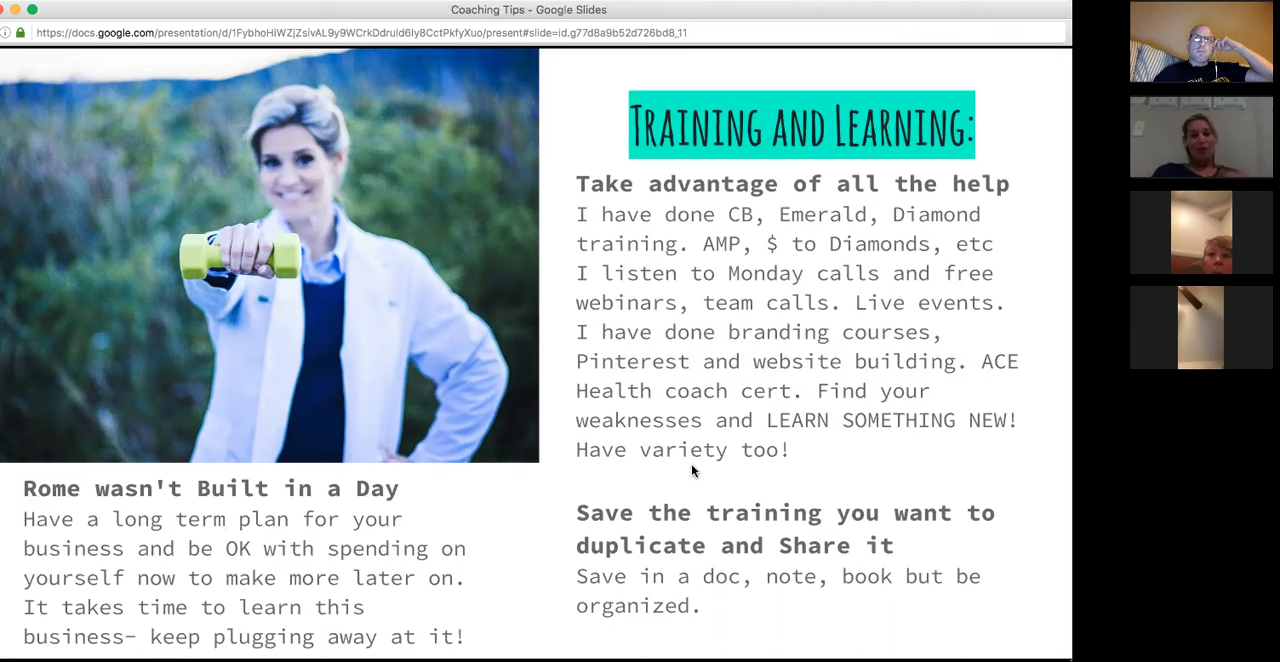 Coaching Tips - Google Slides
https://docs.google.com/presentation/d/1FybhoHiWZjZsivAL9y9WCrkDdruld6Iy8CctPkfyXuo/present#slide=id.g77d8a9b52d726bd8_11
Training and Learning:
Take advantage of all the help
I have done CB, Emerald, Diamond
training. AMP, $ to Diamonds, etc
I listen to Monday calls and free
webinars, team calls. Live events.
I have done branding courses,
Pinterest and website building. ACE
Health coach cert. Find your
weaknesses and LEARN SOMETHING NEW!
Have variety too!
Rome wasn't Built in a Day
Have a long term plan for your
business and be OK with spending on
yourself now to make more later on.
It takes time to learn this
business- keep plugging away at it!
Save the training you want to
duplicate and Share it
Save in a doc, note, book but be
organized.